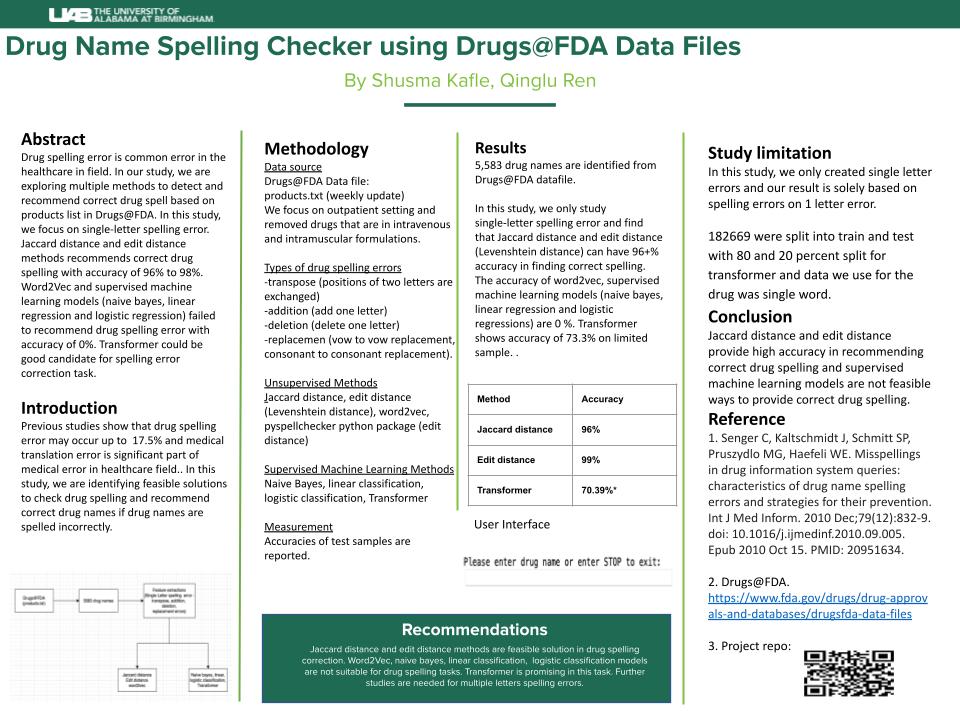 UAB THE UNIVERSITY OF
ALABAMA AT BIRMINGHAM
Drug Name Spelling Checker using Drugs@FDA Data Files
By Shusma Kafle, Qinglu Ren
Abstract
Drug spelling error is common error in the
healthcare in field. In our study, we are
exploring multiple methods to detect and
recommend correct drug spell based on
products list in Drugs@FDA. In this study,
we focus on single-letter spelling error.
Jaccard distance and edit distance
methods recommends correct drug
spelling with accuracy of 96% to 98%.
Word2Vec and supervised machine
learning models (naive bayes, linear
regression and logistic regression) failed
to recommend drug spelling error with
accuracy of 0%. Transformer could be
good candidate for spelling error
correction task.
Introduction
Previous studies show that drug spelling
error may occur up to  17.5% and medical
translation error is significant part of
medical error in healthcare field.. In this
study, we are identifying feasible solutions
to check drug spelling and recommend
correct drug names if drug names are
spelled incorrectly.
Drugs@FDA
(products.txt)
5583 drug names
Feature extractions
(Single Letter spelling error:
transpose, addition,
deletion,
replacement errors)
Jaccard distance
Edit distance
word2vec
Naive bayes, linear,
logistic classification,
Transformer
Methodology
Data source
Drugs@FDA Data file:
products.txt (weekly update)
We focus on outpatient setting and
removed drugs that are in intravenous
and intramuscular formulations.
Types of drug spelling errors
-transpose (positions of two letters are
exchanged)
-addition (add one letter)
-deletion (delete one letter)
-replacemen (vow to vow replacement,
consonant to consonant replacement).
Unsupervised Methods
Jaccard distance, edit distance
(Levenshtein distance), word2vec,
pyspellchecker python package (edit
distance)
Supervised Machine Learning Methods
Naive Bayes, linear classification,
logistic classification, Transformer
Measurement
Accuracies of test samples are
reported.
Results
5,583 drug names are identified from
Drugs@FDA datafile.
In this study, we only study
single-letter spelling error and find
that Jaccard distance and edit distance
(Levenshtein distance) can have 96+%
accuracy in finding correct spelling.
The accuracy of word2vec, supervised
machine learning models (naive bayes,
linear regression and logistic
regressions) are 0 %. Transformer
shows accuracy of 73.3% on limited
sample. .
Method Accuracy
Jaccard distance 96%
Edit distance 99%
Transformer 70.39%*
User Interface
Please enter drug name or enter STOP to exit:
Recommendations
Jaccard distance and edit distance methods are feasible solution in drug spelling
correction. Word2Vec, naive bayes, linear classification,  logistic classification models
are not suitable for drug spelling tasks. Transformer is promising in this task. Further
studies are needed for multiple letters spelling errors.
Study limitation
In this study, we only created single letter
errors and our result is solely based on
spelling errors on 1 letter error.
182669 were split into train and test
with 80 and 20 percent split for
transformer and data we use for the
drug was single word.
Conclusion
Jaccard distance and edit distance
provide high accuracy in recommending
correct drug spelling and supervised
machine learning models are not feasible
ways to provide correct drug spelling.
Reference
1. Senger C, Kaltschmidt J, Schmitt SP,
Pruszydlo MG, Haefeli WE. Misspellings
in drug information system queries:
characteristics of drug name spelling
errors and strategies for their prevention.
Int J Med Inform. 2010 Dec;79(12):832-9.
doi: 10.1016/j.ijmedinf.2010.09.005.
Epub 2010 Oct 15. PMID: 20951634.
2. Drugs@FDA.
https://www.fda.gov/drugs/drug-approv
als-and-databases/drugsfda-data-files
3. Project repo: